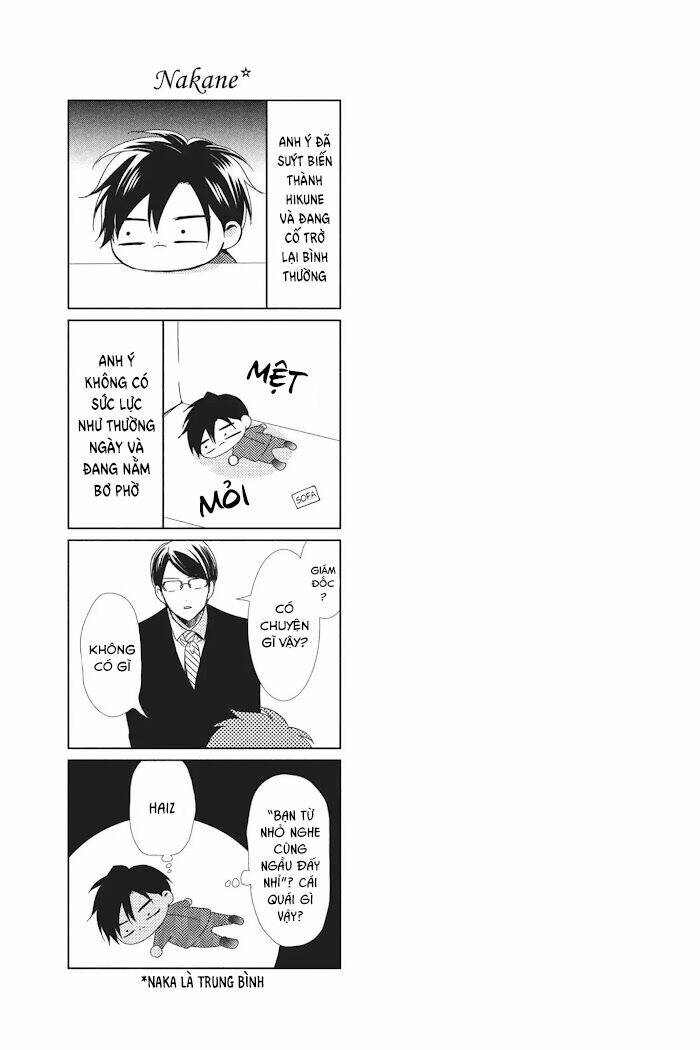 Nakane*
ANH Ý ĐÃ
SUÝT BIẾN
THÀNH
HIKUNE
VÀ ĐANG
CỐ TRỞ
LẠI BÌNH
THƯỜNG
ANH Ý
KHÔNG CÓ
SỨC LỰC
NHƯ THƯỜNG
NGÀY VÀ
ĐANG NẰM
BƠ PHỜ
MỆT
MỎI
SOFA
GIÁM
ĐỐC
?
CÓ
CHUYỆN
GÌ VẬY?
KHÔNG
CÓ GÌ
"BẠN TỪ
NHỎ NGHE
CŨNG
NGẦU ĐẤY
NHỈ"? CÁI
QUÁI GÌ
VẬY?
HAIZ
*NAKA LÀ TRUNG BÌNH